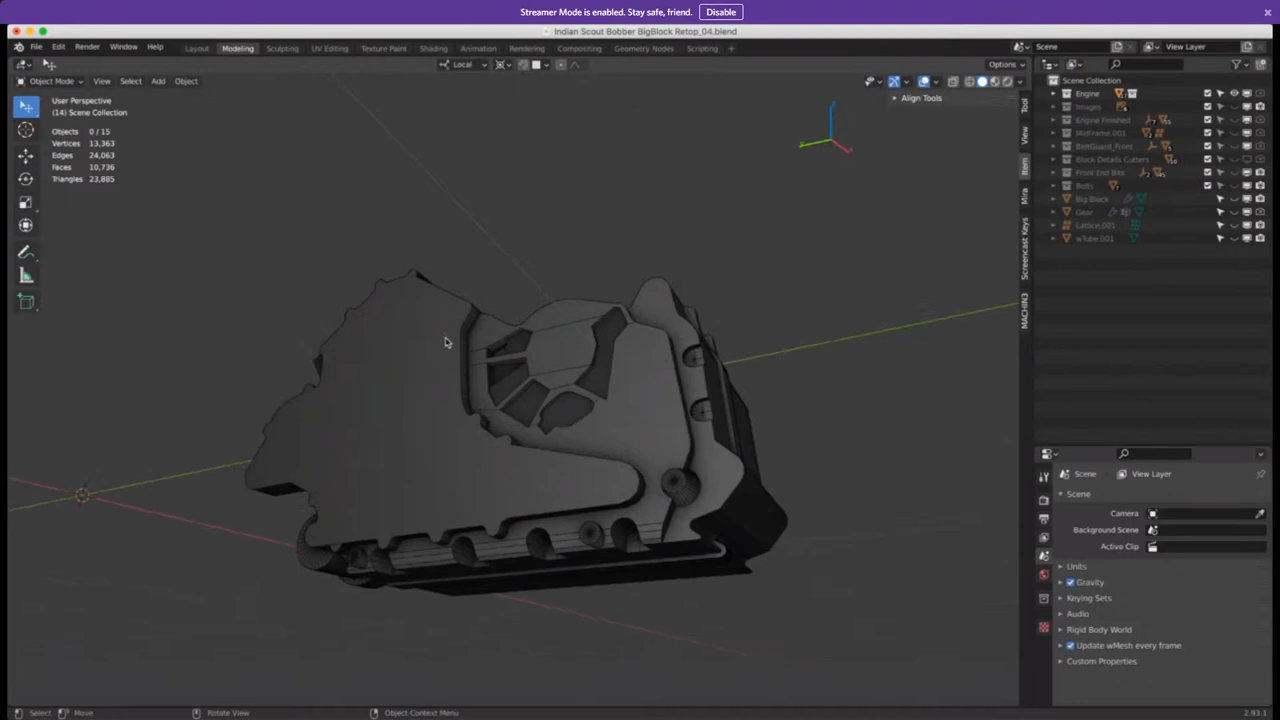 Streamer Mode is enabled. Stay safe, friend. Disable
Indian Scout Bobber BigBlock Retop_04.blend
File Edit Render Window Help
Layout Modeling Sculpting UV Editing Texture Paint Shading Animation Rendering Compositing Geometry Nodes Scripting
Scene
View Layer
Local
Options
Object Mode View Select Add Object
User Perspective
(14) Scene Collection
Objects 0 / 15
Vertices 13,363
Edges 24,063
Faces 10,736
Triangles 23,885
Align Tools
Tool
View
Item
Mira
Screencast Keys
MACHIN3
Scene Collection
Engine
Images
Engine Finished
MidFrame.001
BeltGuard_Front
Block Details Cutters
Front End Bits
Bolts
Big Block
Gear
Lattice.001
wTube.001
Scene View Layer
Scene
Camera
Background Scene
Active Clip
Units
Gravity
Keying Sets
Audio
Rigid Body World
Update wMesh every frame
Custom Properties
Select Move Rotate View Object Context Menu 2.93.1